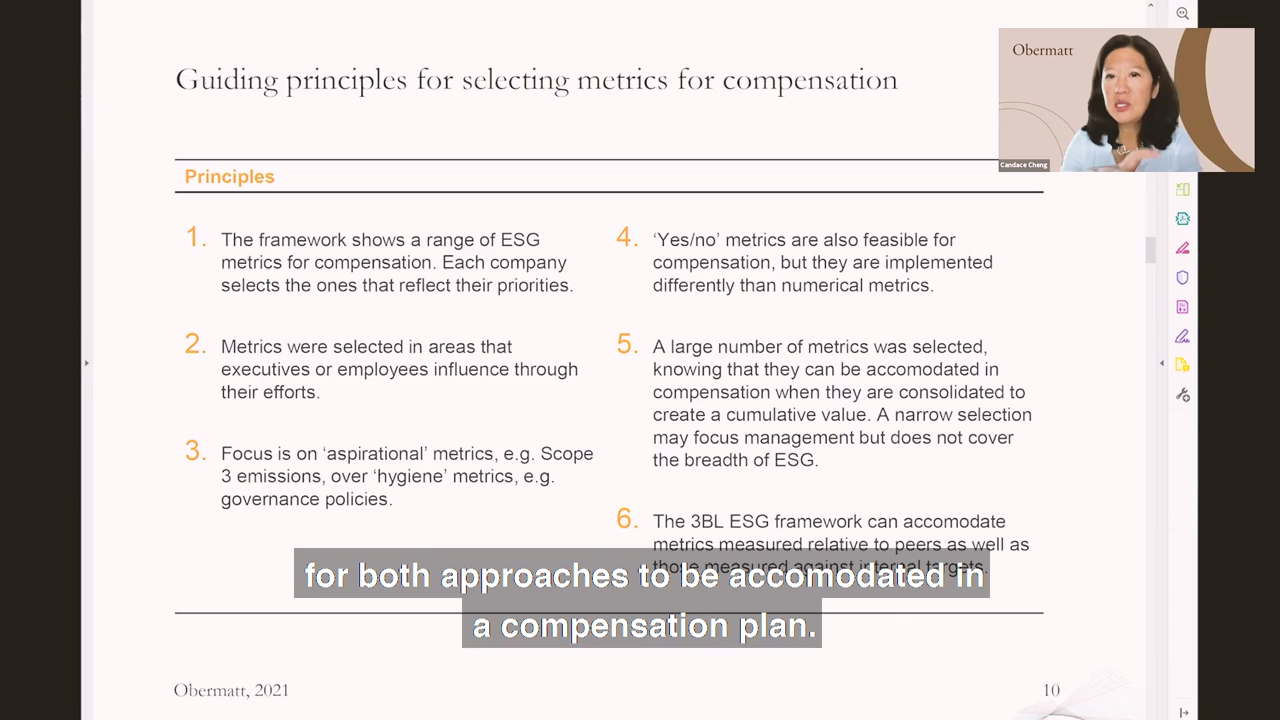 Guiding principles for selecting metrics for compensation
Obermatt
Candace Cheng
Principles
1. The framework shows a range of ESG
metrics for compensation. Each company
selects the ones that reflect their priorities.
2. Metrics were selected in areas that
executives or employees influence through
their efforts.
3. Focus is on ‘aspirational’ metrics, e.g. Scope
3 emissions, over ‘hygiene’ metrics, e.g.
governance policies.
4. ‘Yes/no’ metrics are also feasible for
compensation, but they are implemented
differently than numerical metrics.
5. A large number of metrics was selected,
knowing that they can be accomodated in
compensation when they are consolidated to
create a cumulative value. A narrow selection
may focus management but does not cover
the breadth of ESG.
6. The 3BL ESG framework can accomodate
metrics measured relative to peers as well as
those measured against internal targets.
for both approaches to be accomodated in
a compensation plan.
Obermatt, 2021
10